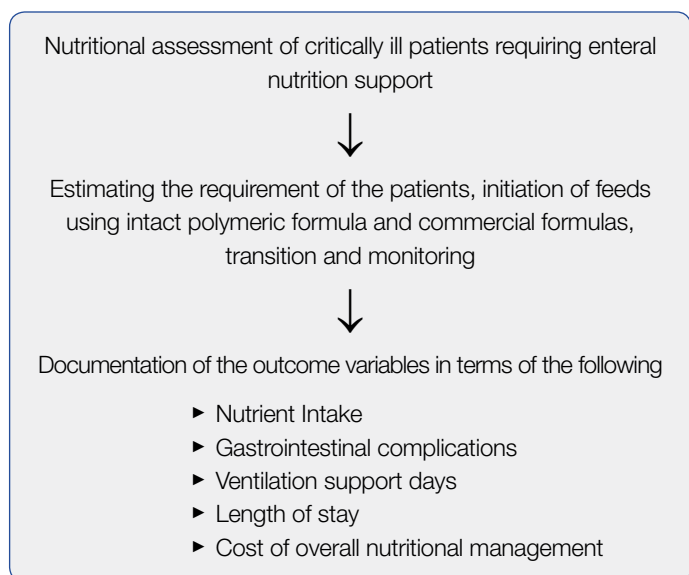 Nutritional assessment of critically ill patients requiring enteral
nutrition support
Estimating the requirement of the patients, initiation of feeds
using intact polymeric formula and commercial formulas,
transition and monitoring
Documentation of the outcome variables in terms of the following
► Nutrient Intake
► Gastrointestinal complications
► Ventilation support days
► Length of stay
► Cost of overall nutritional management